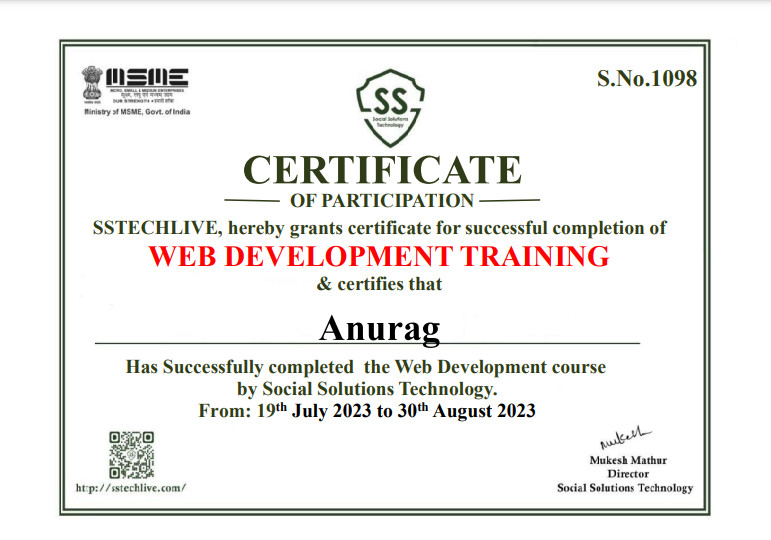 MSME
MICRO, SMALL & MEDIUM ENTERPRISES
सूक्ष्म, लघु एवं मध्यम उद्यम
OUR STRENGTH • हमारी शक्ति
Ministry of MSME, Govt. of India
S.No.1098
SS
Social Solutions
Technology
CERTIFICATE
OF PARTICIPATION
SSTECHLIVE, hereby grants certificate for successful completion of
WEB DEVELOPMENT TRAINING
& certifies that
Anurag
Has Successfully completed the Web Development course
by Social Solutions Technology.
From: 19th July 2023 to 30th August 2023
http://sstechlive.com/
Mukesh
Mukesh Mathur
Director
Social Solutions Technology